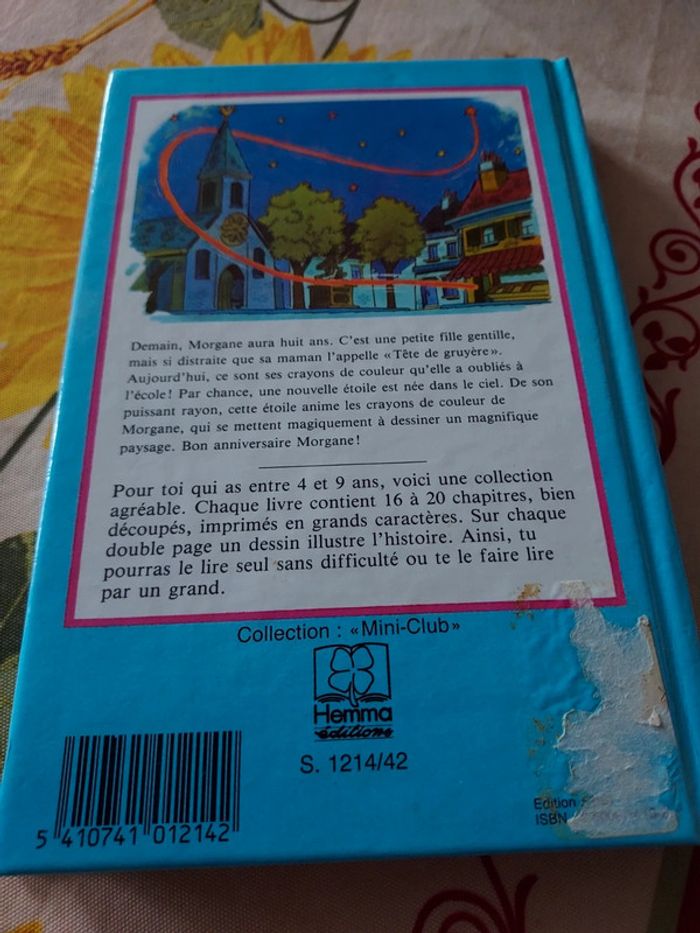 Demain, Morgane aura huit ans. C'est une petite fille gentille,
mais si distraite que sa maman l'appelle «Tête de gruyère».
Aujourd'hui, ce sont ses crayons de couleur qu'elle a oubliés à
l'école! Par chance, une nouvelle étoile est née dans le ciel. De son
puissant rayon, cette étoile anime les crayons de couleur de
Morgane, qui se mettent magiquement à dessiner un magnifique
paysage. Bon anniversaire Morgane!
Pour toi qui as entre 4 et 9 ans, voici une collection
agréable. Chaque livre contient 16 à 20 chapitres, bien
découpés, imprimés en grands caractères. Sur chaque
double page un dessin illustre l'histoire. Ainsi, tu
pourras le lire seul sans difficulté ou te le faire lire
par un grand.
Collection : «Mini-Club»
Hemma
éditions
S. 1214/42
5 410741 012142
Edition
ISBN